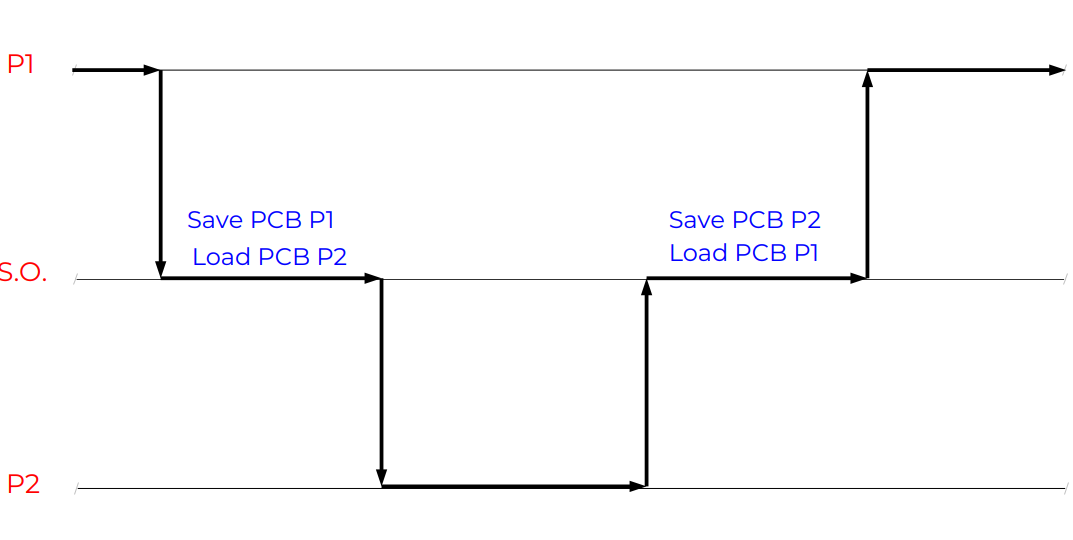 P1
Save PCB P1
Load PCB P2
Save PCB P2
Load PCB P1
S.O.
P2